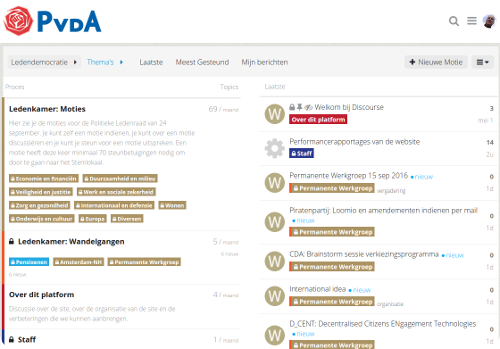 PvdA
Ledendemocratie
Thema's
Laatste
Meest Gesteund
Mijn berichten
+ Nieuwe Motie
Proces
Topics
Ledenkamer: Moties
69 / maand
Hier zie je de moties voor de Politieke Ledenraad van 24
september. Je kunt zelf een motie indienen, je kunt over een motie
discussiëren en je kunt je steun voor een motie uitspreken. Een
motie heeft deze keer minimaal 70 steunbetuigingen nodig om
door te gaan naar het Stemlokaal.
Economie en financiën
Duurzaamheid en milieu
Veiligheid en justitie
Werk en sociale zekerheid
Zorg en gezondheid
Internationaal en defensie
Wonen
Onderwijs en cultuur
Europa
Diversen
Ledenkamer: Wandelgangen
5 / maand
6 nieuw
Pensioenen
Amsterdam-NH
Permanente Werkgroep
6 nieuw
Over dit platform
4 / maand
Discussie over de site, over de organisatie van de site en de
verbeteringen die we kunnen aanbrengen.
Staff
1 / maand
Laatste
W
Welkom bij Discourse
3
Over dit platform
mei 1
Performancerapportages van de website
14
Staff
2u
W
Permanente Werkgroep 15 sep 2016 • nieuw
0
Permanente Werkgroep
vergadering
1d
W
Piratenpartij: Loomio en amendementen indienen per mail
• nieuw
0
Permanente Werkgroep
1d
W
CDA: Brainstorm sessie verkiezingsprogramma • nieuw
0
Permanente Werkgroep
1d
W
International idea • nieuw
0
Permanente Werkgroep
organisatie
1d
W
D_CENT: Decentralised Citizens ENgagement Technologies
• nieuw
0
Permanente Werkgroep
1d